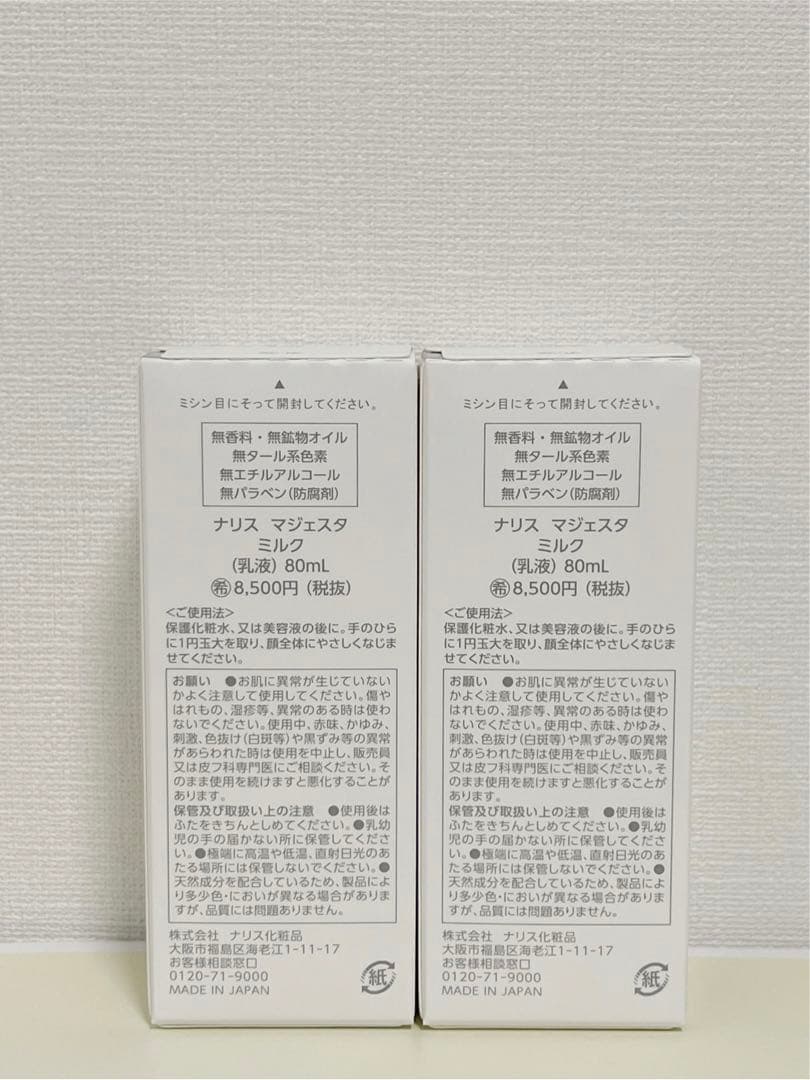 ▲
ミシン目にそって開封してください。
無香料・無鉱物オイル
無タール系色素
無エチルアルコール
無パラベン(防腐剤)
ナリス マジェスタ
ミルク
(乳液) 80mL
㊑8,500円 (税抜)
<ご使用法>
保護化粧水、又は美容液の後に。手のひら
に1円玉大を取り、顔全体にやさしくなじま
せてください。
お願い ●お肌に異常が生じていない
かよく注意して使用してください。傷や
はれもの、湿疹等、異常のある時は使わ
ないでください。使用中、赤味、かゆみ、
刺激、色抜け(白斑等)や黒ずみ等の異常
があらわれた時は使用を中止し、販売員
又は皮フ科専門医にご相談ください。そ
のまま使用を続けますと悪化することが
あります。
保管及び取扱い上の注意 ●使用後は
ふたをきちんとしめてください。●乳幼
児の手の届かない所に保管してくださ
い。●極端に高温や低温、直射日光のあ
たる場所には保管しないでください。●
天然成分を配合しているため、製品によ
り多少色・においが異なる場合がありま
すが、品質には問題ありません。
株式会社 ナリス化粧品
大阪市福島区海老江1-11-17
お客様相談窓口
0120-71-9000
MADE IN JAPAN
紙
▲
ミシン目にそって開封してください。
無香料・無鉱物オイル
無タール系色素
無エチルアルコール
無パラベン(防腐剤)
ナリス マジェスタ
ミルク
(乳液) 80mL
希8,500円 (税抜)
<ご使用法>
保護化粧水、又は美容液の後に。手のひら
に1円玉大を取り、顔全体にやさしくなじま
せてください。
お願い ●お肌に異常が生じていない
かよく注意して使用してください。傷や
はれもの、湿疹等、異常のある時は使わ
ないでください。使用中、赤味、かゆみ、
刺激、色抜け(白斑等)や黒ずみ等の異常
があらわれた時は使用を中止し、販売員
又は皮フ科専門医にご相談ください。そ
のまま使用を続けますと悪化することが
あります。
保管及び取扱い上の注意 ●使用後は
ふたをきちんとしめてください。●乳幼
児の手の届かない所に保管してくださ
い。●極端に高温や低温、直射日光のあ
たる場所には保管しないでください。●
天然成分を配合しているため、製品によ
り多少色・においが異なる場合がありま
すが、品質には問題ありません。
株式会社 ナリス化粧品
大阪市福島区海老江1-11-17
お客様相談窓口
0120-71-9000
MADE IN JAPAN
紙